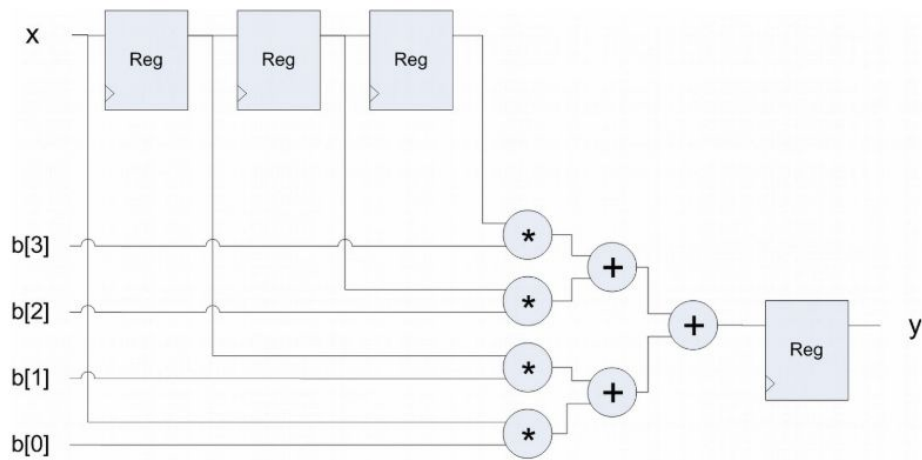 x
Reg
Reg
Reg
b[3]
*
+
b[2]
*
+
y
Reg
b[1]
*
+
b[0]
*